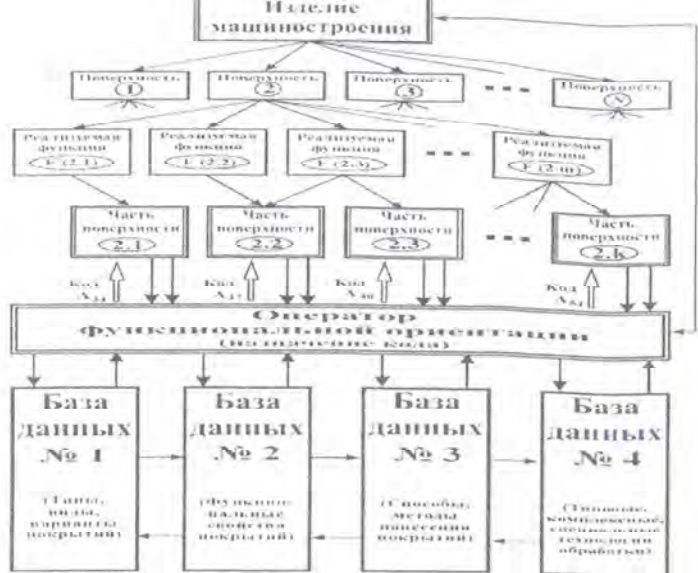 Изделие
машиностроения
Поверхность
1
Поверхность
2
Поверхность
3
...
Поверхность
N
Реализуемая
функция
F (2.1)
Реализуемая
функция
F (2.2)
Реализуемая
функция
F (2.3)
...
Реализуемая
функция
F (2.m)
Часть
поверхности
2.1
Часть
поверхности
2.2
Часть
поверхности
2.3
...
Часть
поверхности
2.k
Код
Код
Код
Код
Оператор
функциональной ориентации
(назначение кода)
База
данных
№ 1
(Типы,
виды,
варианты
покрытий)
База
данных
№ 2
(Функцио-
нальные
свойства
покрытий)
База
данных
№ 3
(Способы,
методы
нанесения
покрытий)
База
данных
№ 4
(Типовые,
комплексные,
специальные
технологии
обработки)